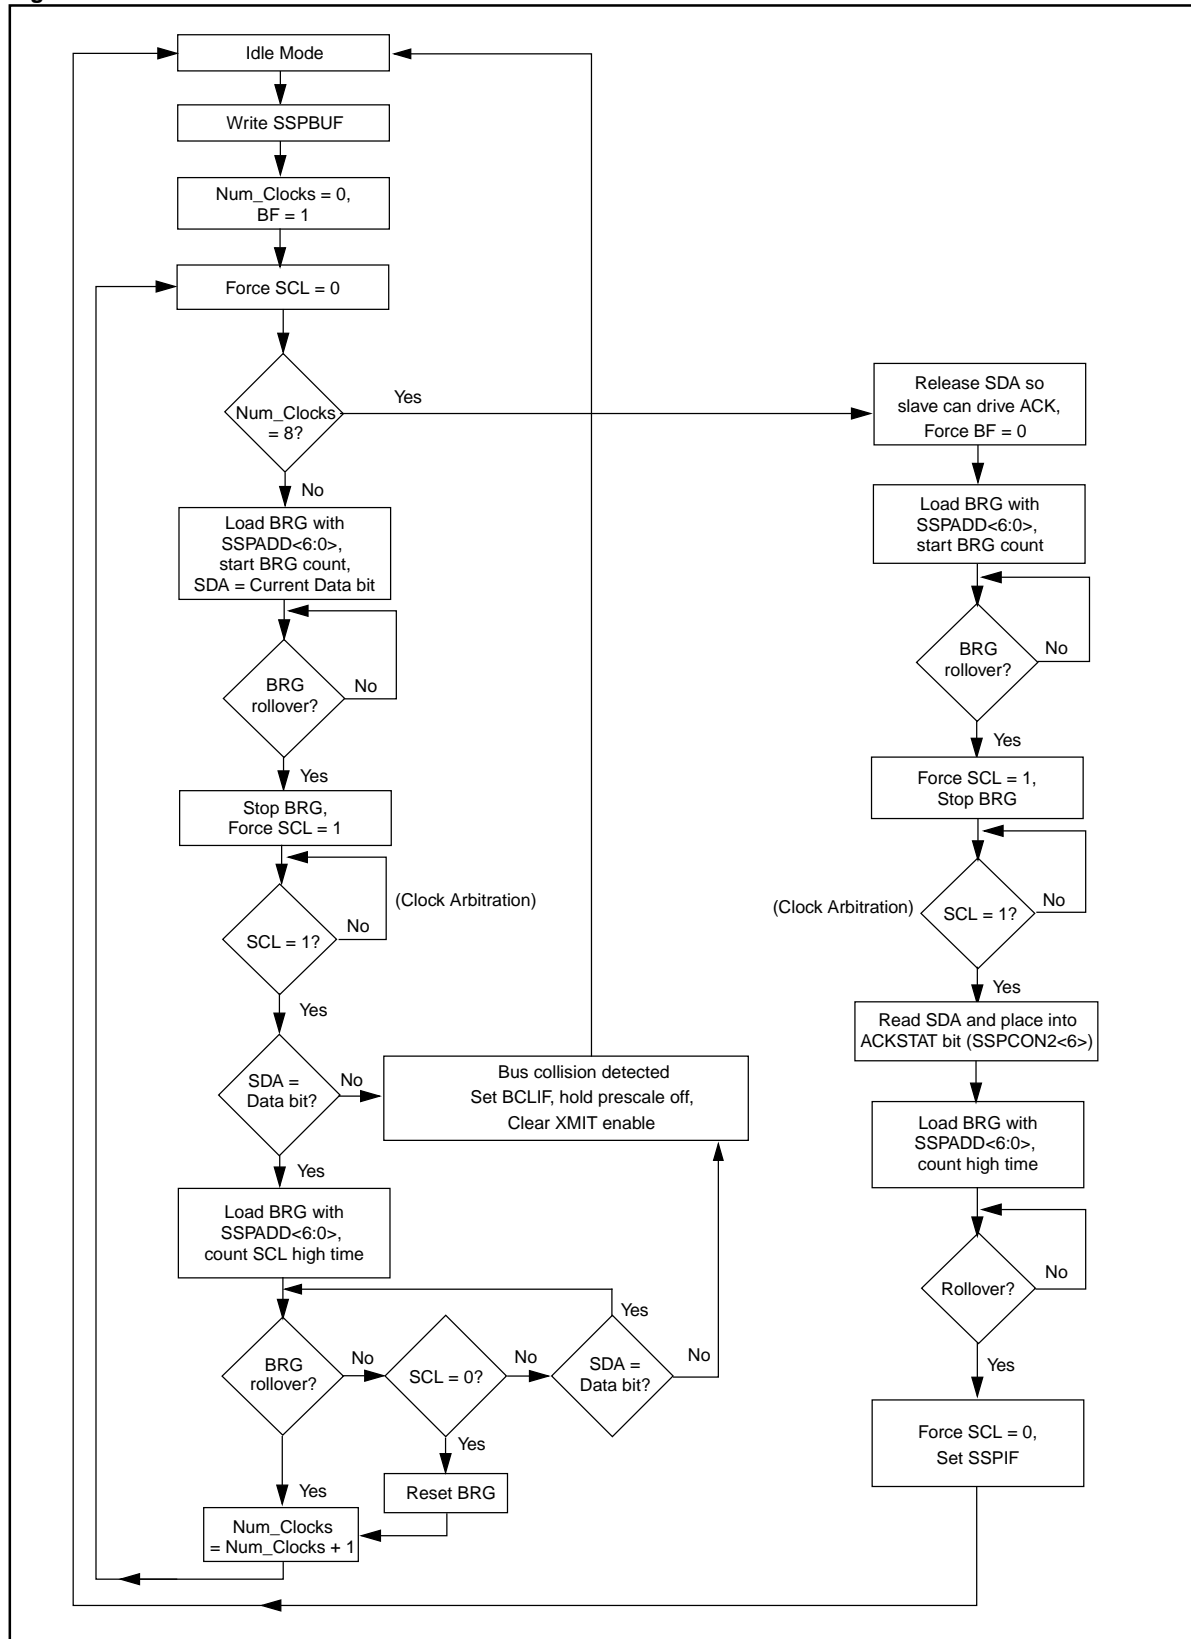 Idle Mode
Write SSPBUF
Num_Clocks = 0,
BF = 1
Force SCL = 0
Num_Clocks
= 8?
Yes
No
Load BRG with
SSPADD<6:0>,
start BRG count,
SDA = Current Data bit
BRG
rollover?
No
Yes
Stop BRG,
Force SCL = 1
SCL = 1?
No
(Clock Arbitration)
Yes
SDA =
Data bit?
No
Bus collision detected
Set BCLIF, hold prescale off,
Clear XMIT enable
Yes
Load BRG with
SSPADD<6:0>,
count SCL high time
BRG
rollover?
No
SCL = 0?
No
SDA =
Data bit?
Yes
No
Yes
Reset BRG
Yes
Num_Clocks
= Num_Clocks + 1
Release SDA so
slave can drive ACK,
Force BF = 0
Load BRG with
SSPADD<6:0>,
start BRG count
BRG
rollover?
No
Yes
Force SCL = 1,
Stop BRG
(Clock Arbitration)
SCL = 1?
No
Yes
Read SDA and place into
ACKSTAT bit (SSPCON2<6>)
Load BRG with
SSPADD<6:0>,
count high time
Rollover?
No
Yes
Force SCL = 0,
Set SSPIF